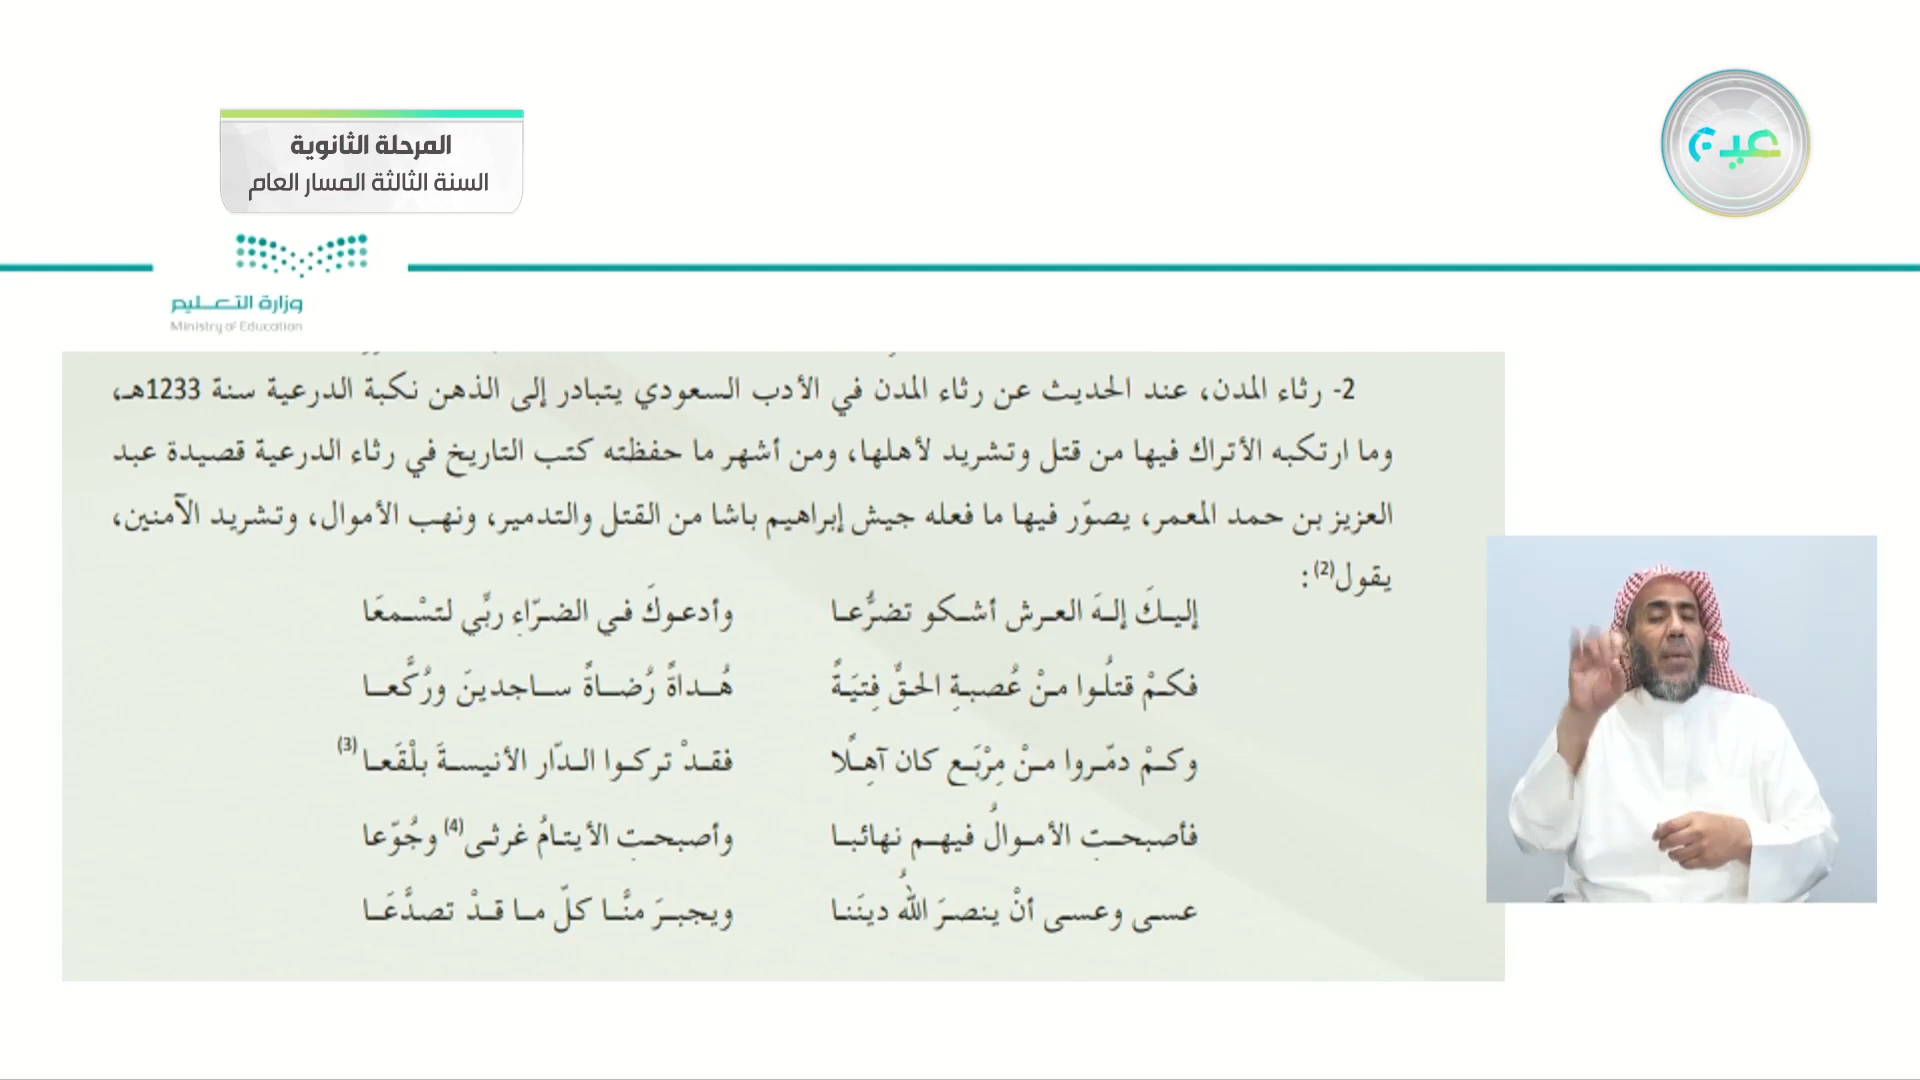 المرحلة الثانوية
السنة الثالثة المسار العام
عين
وزارة التعليم
Ministry of Education
2- رثاء المدن، عند الحديث عن رثاء المدن في الأدب السعودي يتبادر إلى الذهن نكبة الدرعية سنة 1233هـ،
وما ارتكبه الأتراك فيها من قتل وتشريد لأهلها، ومن أشهر ما حفظته كتب التاريخ في رثاء الدرعية قصيدة عبد
العزيز بن حمد المعمر، يصوّر فيها ما فعله جيش إبراهيم باشا من القتل والتدمير، ونهب الأموال، وتشريد الآمنين،
يقول(2):
إليكَ إلهَ العرش أشكو تضرُّعا وأدعوكَ في الضرّاءِ ربِّي لتسْمعَا
فكمْ قتلُوا منْ عُصبةِ الحقِّ فِتيَةً هُداةً رُضاةً ساجدينَ ورُكَّعا
وكمْ دمّروا منْ مِرْبَع كان آهِلًا فقدْ تركوا الدّار الأنيسةَ بلْقَعا(3)
فأصبحتِ الأموالُ فيهم نهائبا وأصبحتِ الأيتامُ غرثى(4) وجُوّعا
عسى وعسى أنْ ينصرَ اللهُ دينَنا ويجبرَ منَّا كلّ ما قدْ تصدَّعَا